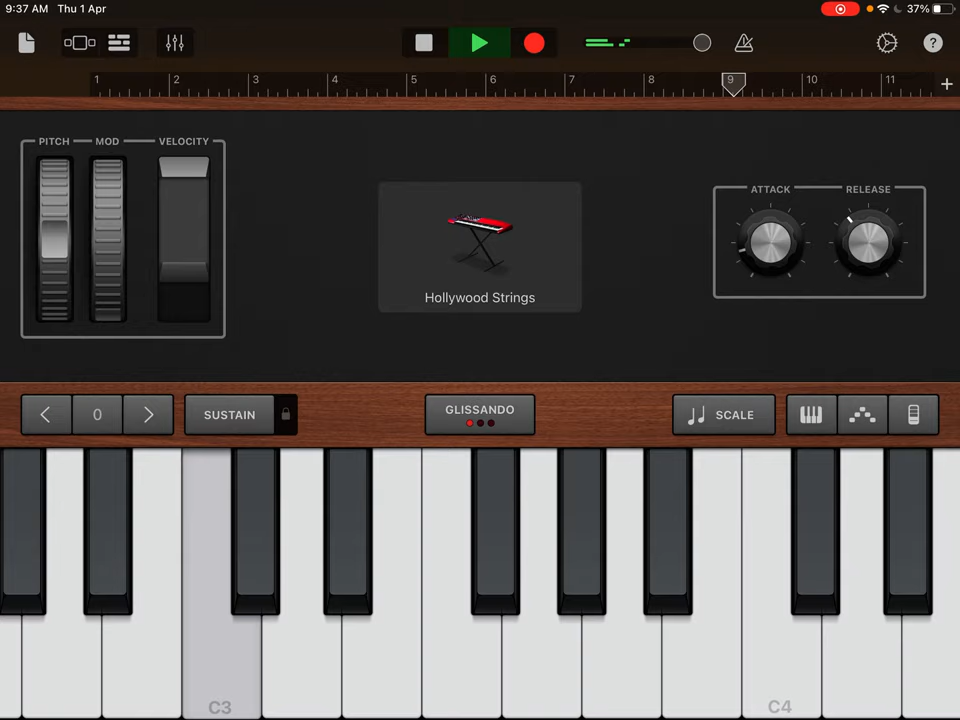 9:37 AM Thu 1 Apr 37%
?
1 2 3 4 5 6 7 8 9 10 11 +
PITCH MOD VELOCITY
ATTACK RELEASE
Hollywood Strings
0 SUSTAIN GLISSANDO SCALE
C3 C4